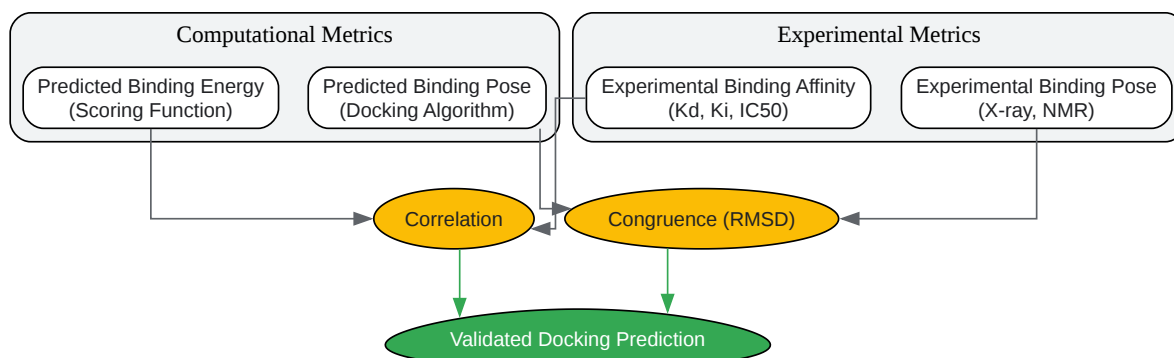 Computational Metrics
Predicted Binding Energy
(Scoring Function)
Predicted Binding Pose
(Docking Algorithm)
Experimental Metrics
Experimental Binding Affinity
(Kd, Ki, IC50)
Experimental Binding Pose
(X-ray, NMR)
Correlation
Congruence (RMSD)
Validated Docking Prediction